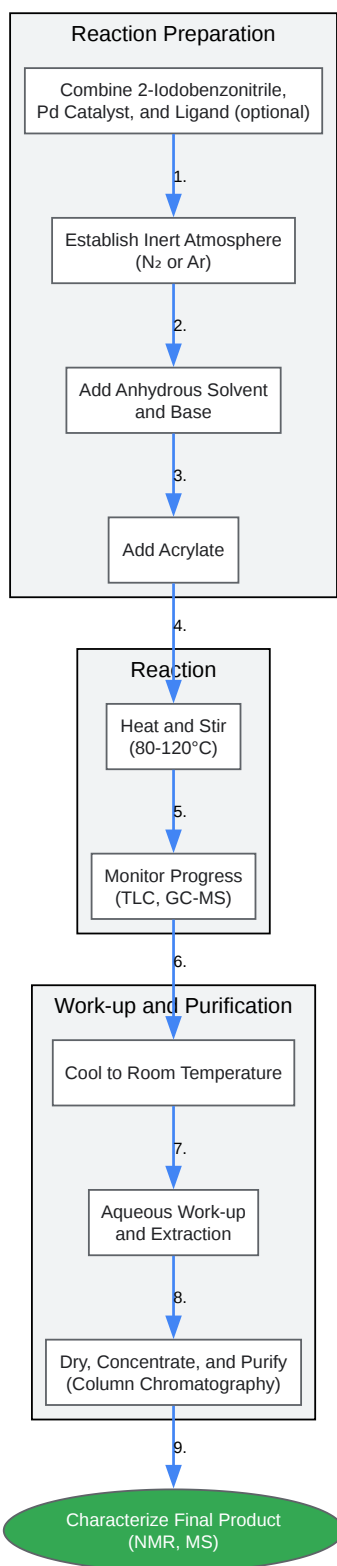 Reaction Preparation
Combine 2-Iodobenzonitrile,
Pd Catalyst, and Ligand (optional)
1.
Establish Inert Atmosphere
(N₂ or Ar)
2.
Add Anhydrous Solvent
and Base
3.
Add Acrylate
4.
Reaction
Heat and Stir
(80-120°C)
5.
Monitor Progress
(TLC, GC-MS)
6.
Work-up and Purification
Cool to Room Temperature
7.
Aqueous Work-up
and Extraction
8.
Dry, Concentrate, and Purify
(Column Chromatography)
9.
Characterize Final Product
(NMR, MS)